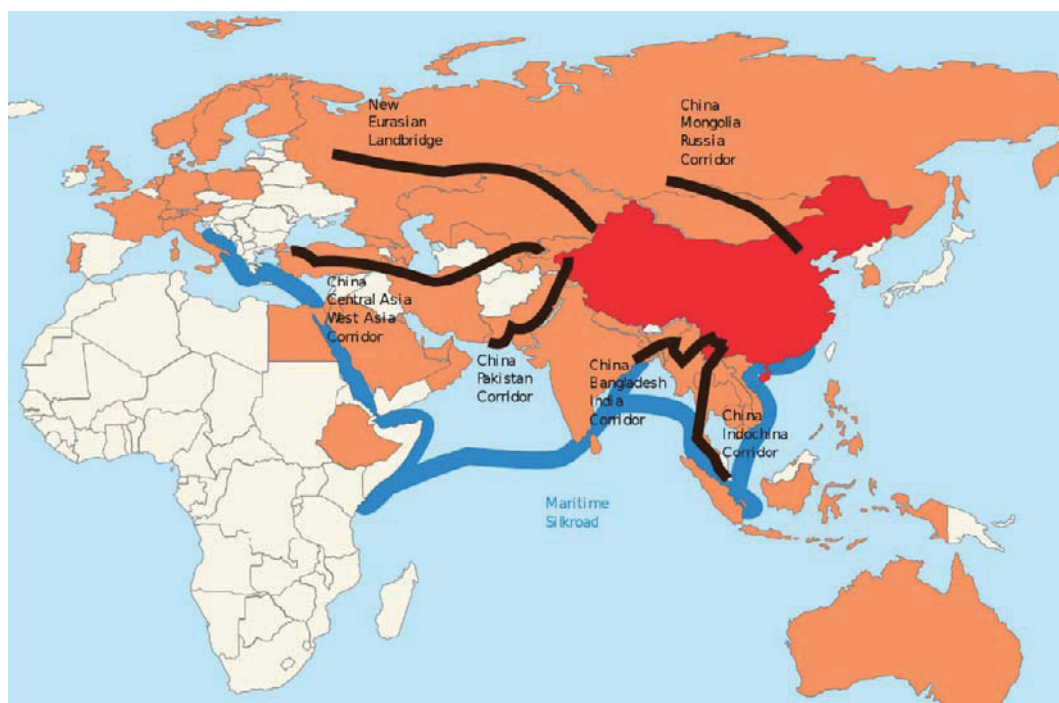 New
Eurasian
Landbridge
China
Mongolia
Russia
Corridor
China
Central Asia
West Asia
Corridor
China
Pakistan
Corridor
China
Bangladesh
India
Corridor
China
Indochina
Corridor
Maritime
Silkroad